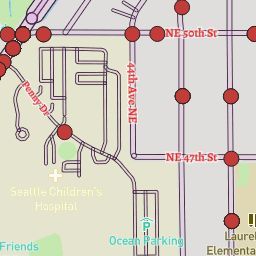 NE 50th St
Penny Dr
44th Ave NE
NE 47th St
Seattle Children's
Hospital
Laurel
Elementa
Friends
Ocean Parking